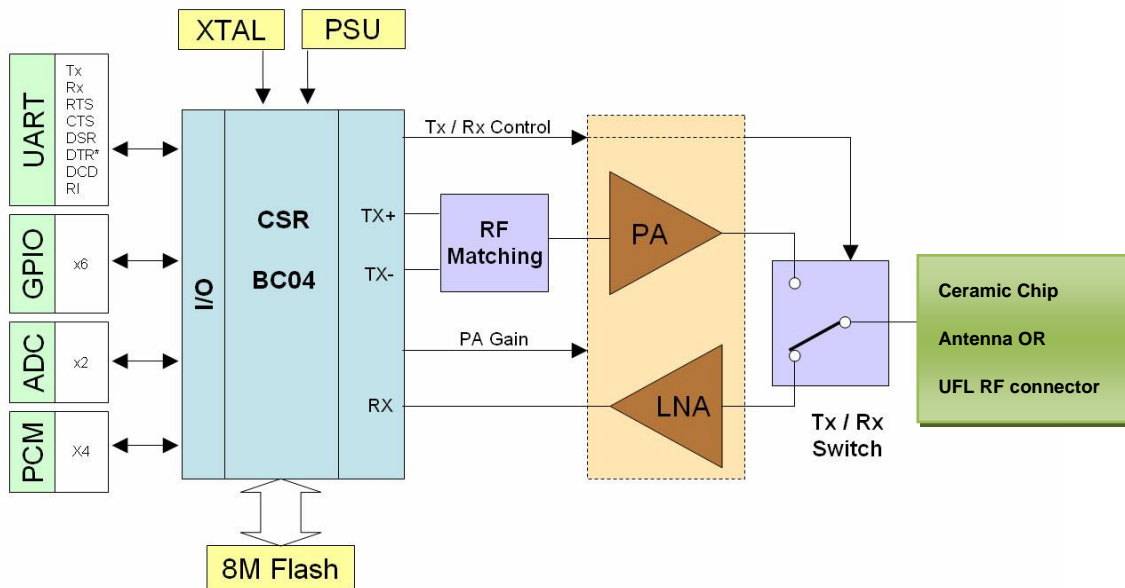 XTAL
PSU
UART
Tx
Rx
RTS
CTS
DSR
DTR*
DCD
RI
GPIO
x6
ADC
x2
PCM
X4
I/O
CSR
BC04
TX+
TX-
RX
Tx / Rx Control
RF
Matching
PA
PA Gain
LNA
Tx / Rx
Switch
Ceramic Chip
Antenna OR
UFL RF connector
8M Flash